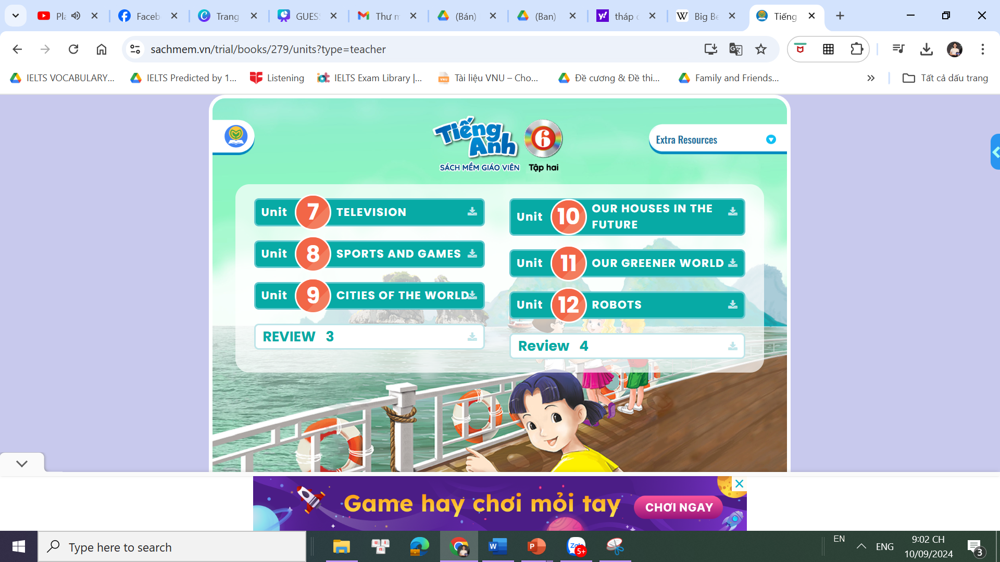 Pla
Faceb
Trang
GUES
Thư m
(Bán)
(Ban)
y!
tháp
W
Big Be
Tiếng
sachmem.vn/trial/books/279/units?type=teacher
IELTS VOCABULARY...
IELTS Predicted by 1...
Listening
IELTS Exam Library |...
VNU
Tài liệu VNU – Cho...
Đề cương & Đề thi...
Family and Friends...
Tất cả dấu trang
Tiếng
Anh
6
SÁCH MỀM GIÁO VIÊN
Tập hai
Extra Resources
Unit 7 TELEVISION
Unit 8 SPORTS AND GAMES
Unit 9 CITIES OF THE WORLD
REVIEW 3
Unit 10 OUR HOUSES IN THE
FUTURE
Unit 11 OUR GREENER WORLD
Unit 12 ROBOTS
Review 4
Game hay chơi mỏi tay
CHƠI NGAY
Type here to search
u i n
W
P
Zalo
5+
EN
ENG
9:02 CH
10/09/2024
3